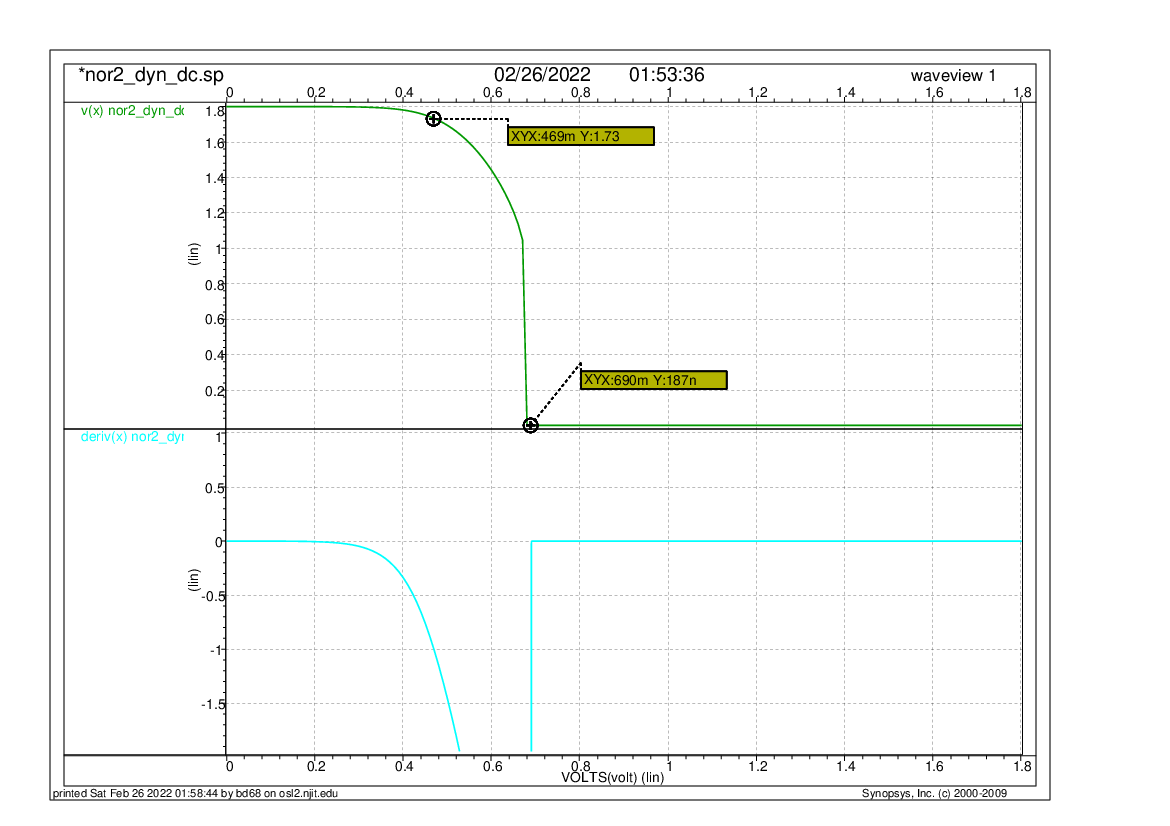 *nor2_dyn_dc.sp 02/26/2022 01:53:36 waveview 1
0 0.2 0.4 0.6 0.8 1 1.2 1.4 1.6 1.8
v(x) nor2_dyn_dc
1.8
XYX:469m Y:1.73
1.6
1.4
1.2
1
(lin)
0.8
0.6
0.4
XYX:690m Y:187n
0.2
deriv(x) nor2_dyn
1
0.5
0
(lin)
-0.5
-1
-1.5
0 0.2 0.4 0.6 0.8 1 1.2 1.4 1.6 1.8
VOLTS(volt) (lin)
printed Sat Feb 26 2022 01:58:44 by bd68 on osl2.njit.edu Synopsys, Inc. (c) 2000-2009